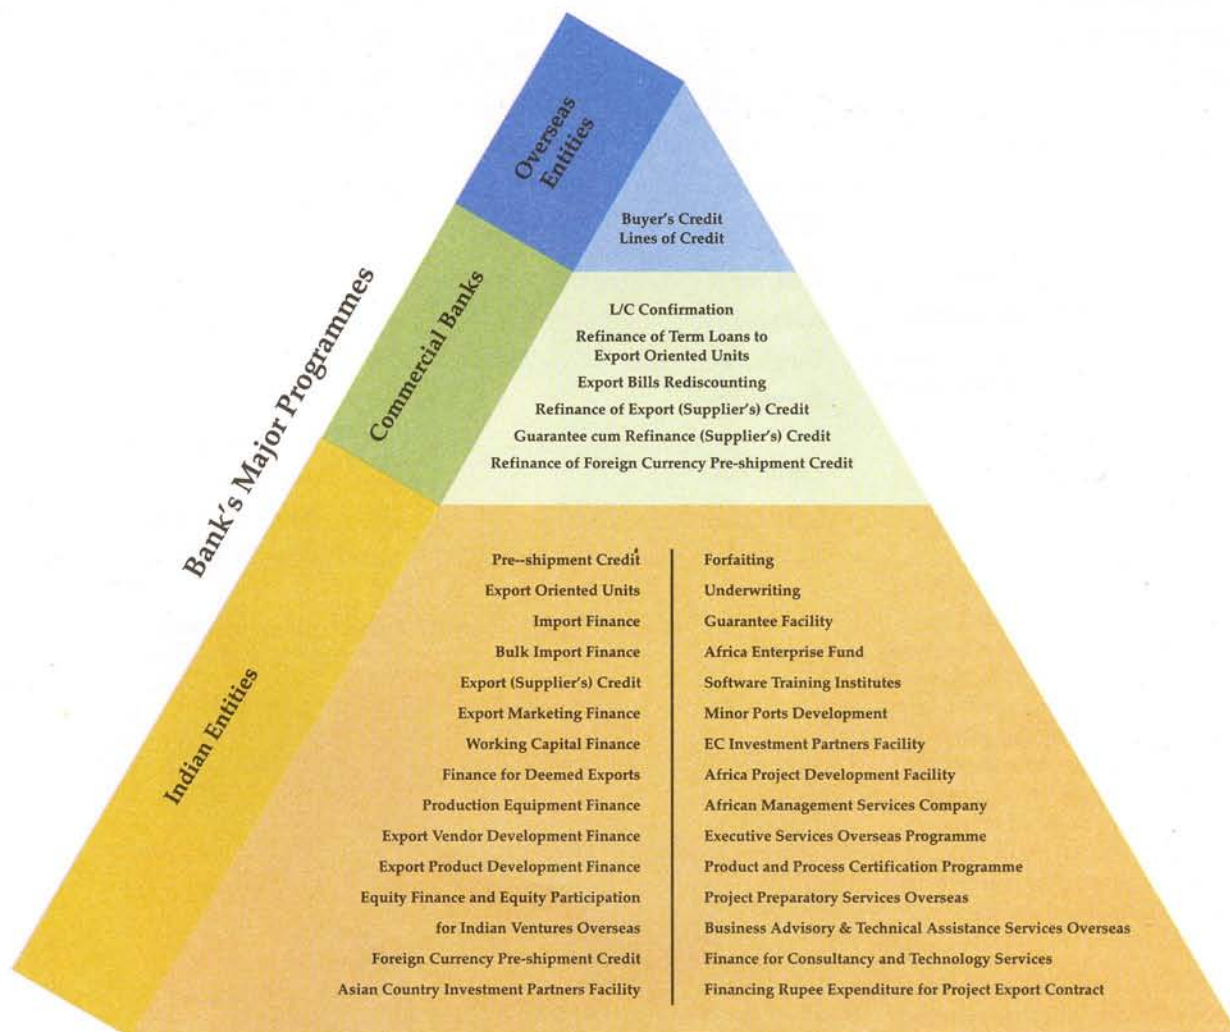 Overseas
Entities
Buyer's Credit
Lines of Credit
Bank's Major Programmes
Commercial Banks
L/C Confirmation
Refinance of Term Loans to
Export Oriented Units
Export Bills Rediscounting
Refinance of Export (Supplier's) Credit
Guarantee cum Refinance (Supplier's) Credit
Refinance of Foreign Currency Pre-shipment Credit
Indian Entities
Pre--shipment Credit
Export Oriented Units
Import Finance
Bulk Import Finance
Export (Supplier's) Credit
Export Marketing Finance
Working Capital Finance
Finance for Deemed Exports
Production Equipment Finance
Export Vendor Development Finance
Export Product Development Finance
Equity Finance and Equity Participation
for Indian Ventures Overseas
Foreign Currency Pre-shipment Credit
Asian Country Investment Partners Facility
Forfaiting
Underwriting
Guarantee Facility
Africa Enterprise Fund
Software Training Institutes
Minor Ports Development
EC Investment Partners Facility
Africa Project Development Facility
African Management Services Company
Executive Services Overseas Programme
Product and Process Certification Programme
Project Preparatory Services Overseas
Business Advisory & Technical Assistance Services Overseas
Finance for Consultancy and Technology Services
Financing Rupee Expenditure for Project Export Contract